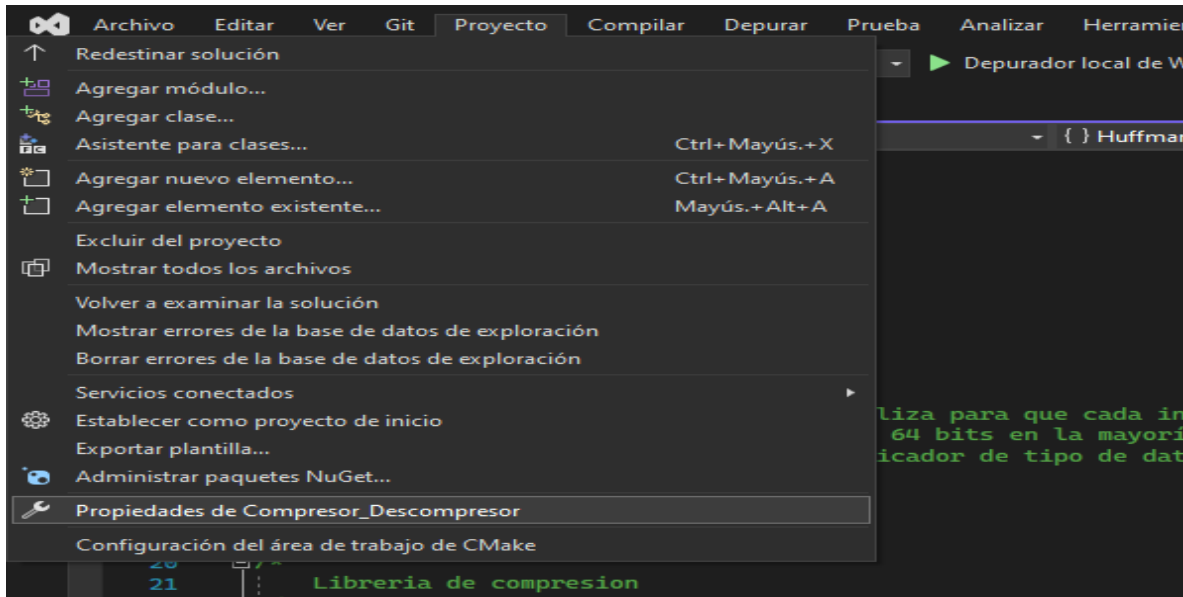 Archivo Editar Ver Git Proyecto Compilar Depurar Prueba Analizar
Redestinar solución
Depurador local de
Agregar módulo...
Agregar clase...
Asistente para clases... Ctrl+Mayús.+X
{ }
Agregar nuevo elemento... Ctrl+Mayús.+A
Agregar elemento existente... Mayús.+Alt+A
Excluir del proyecto
Mostrar todos los archivos
Volver a examinar la solución
Mostrar errores de la base de datos de exploración
Borrar errores de la base de datos de exploración
Servicios conectados
liza para que cada
Establecer como proyecto de inicio
64 bits en la
Exportar plantilla...
icador de tipo de
Administrar paquetes NuGet...
Propiedades de Compresor_Descompresor
Configuración del área de trabajo de CMake
20 /*
21 Libreria de compresion